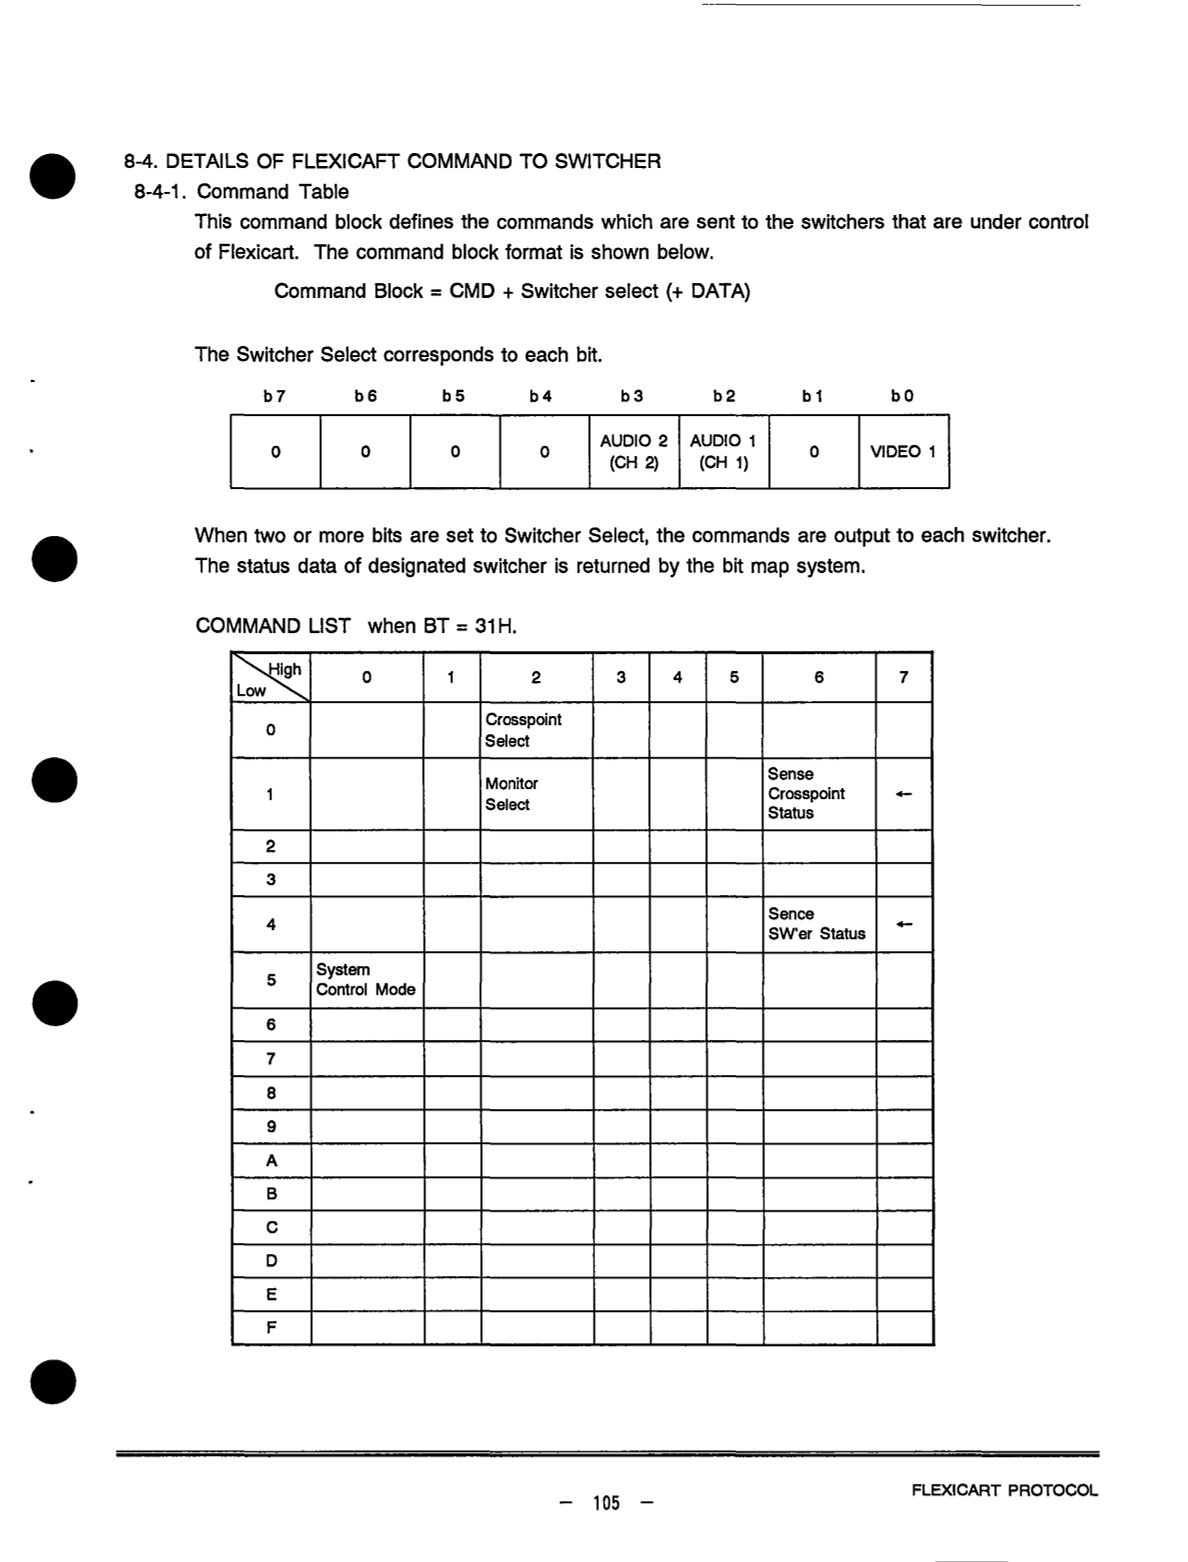 8-4. DETAILS OF FLEXICAFT COMMAND TO SWITCHER
8-4-1. Command Table
This command block defines the commands which are sent to the switchers that are under control
of Flexicart. The command block format is shown below.
Command Block = CMD + Switcher select (+ DATA)
The Switcher Select corresponds to each bit.
b7 b6 b5 b4 b3 b2 b1 b0
0 0 0 0 AUDIO 2 (CH 2) AUDIO 1 (CH 1) 0 VIDEO 1
When two or more bits are set to Switcher Select, the commands are output to each switcher.
The status data of designated switcher is returned by the bit map system.
COMMAND LIST when BT = 31H.
High Low 0 1 2 3 4 5 6 7
0 Crosspoint Select
1 Monitor Select Sense Crosspoint Status ←
2
3
4 Sence SW'er Status ←
5 System Control Mode
6
7
8
9
A
B
C
D
E
F
FLEXICART PROTOCOL
— 105 —